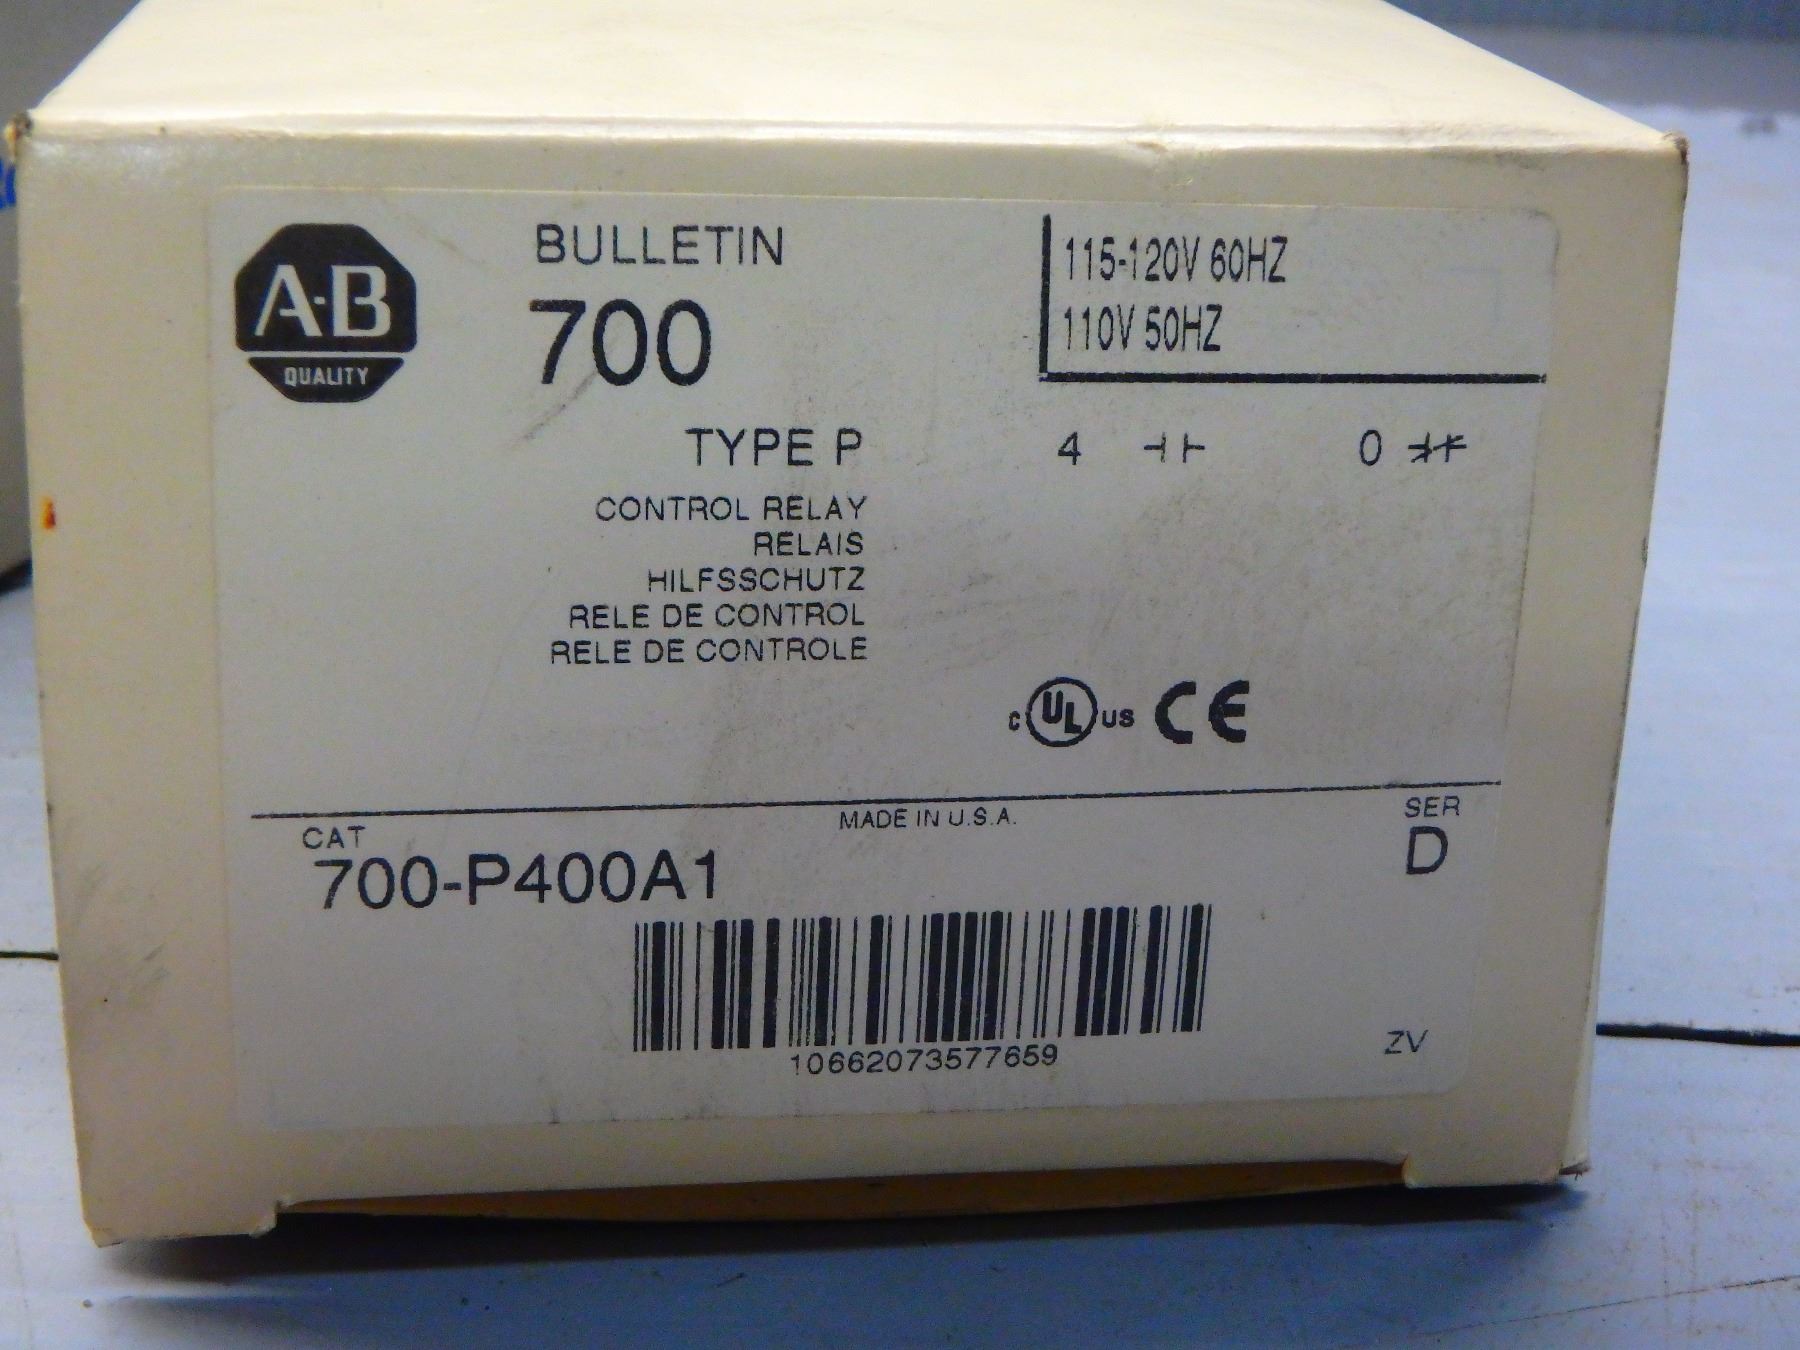 A-B
QUALITY
BULLETIN
700
115-120V 60HZ
110V 50HZ
TYPE P
4
0
CONTROL RELAY
RELAIS
HILFSSCHUTZ
RELE DE CONTROL
RELE DE CONTROLE
c UL us CE
MADE IN U.S.A.
CAT
700-P400A1
SER
D
10662073577659
ZV